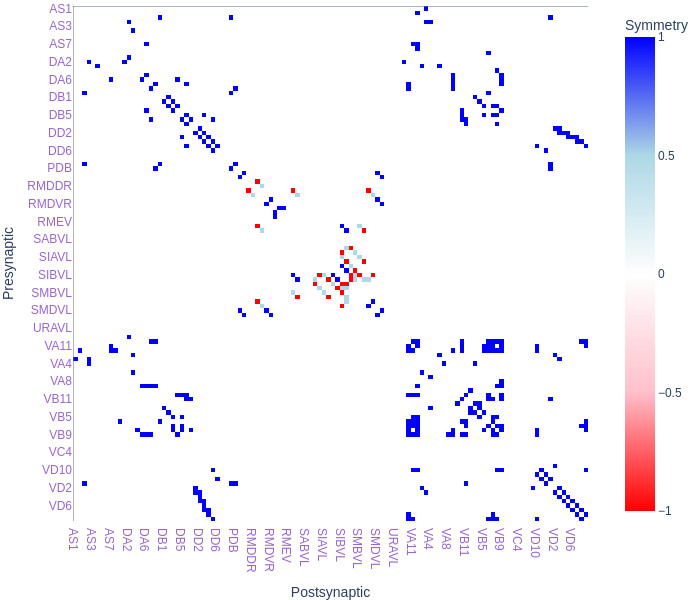 Symmetry
1
0.5
0
−0.5
−1
Presynaptic
AS1
AS3
AS7
DA2
DA6
DB1
DB5
DD2
DD6
PDB
RMDDR
RMDVR
RMEV
SABVL
SIAVL
SIBVL
SMBVL
SMDVL
URAVL
VA11
VA4
VA8
VB11
VB5
VB9
VC4
VD10
VD2
VD6
AS1
AS3
AS7
DA2
DA6
DB1
DB5
DD2
DD6
PDB
RMDDR
RMDVR
RMEV
SABVL
SIAVL
SIBVL
SMBVL
SMDVL
URAVL
VA11
VA4
VA8
VB11
VB5
VB9
VC4
VD10
VD2
VD6
Postsynaptic